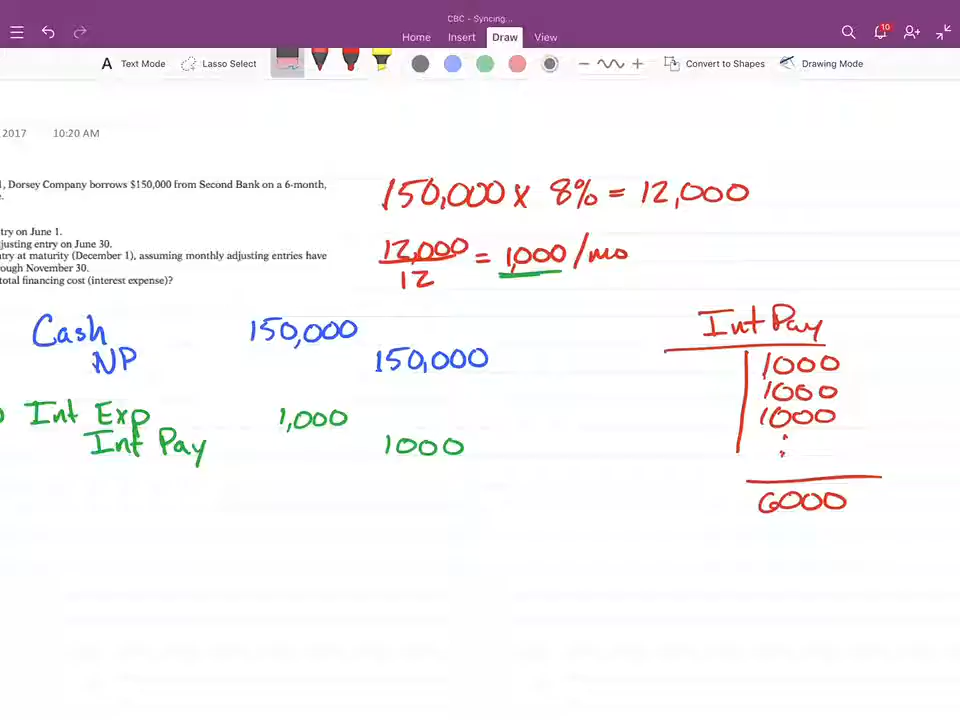 CBC - Syncing...
Home Insert Draw View
10
A Text Mode Lasso Select Convert to Shapes Drawing Mode
2017 10:20 AM
, Dorsey Company borrows $150,000 from Second Bank on a 6-month,
e.
try on June 1.
justing entry on June 30.
ntry at maturity (December 1), assuming monthly adjusting entries have
rough November 30.
total financing cost (interest expense)?
150,000 x 8% = 12,000
12,000
12
= 1,000 /mo
Cash 150,000
NP 150,000
Int Exp 1,000
Int Pay 1000
Int Pay
1000
1000
1000
:
6000